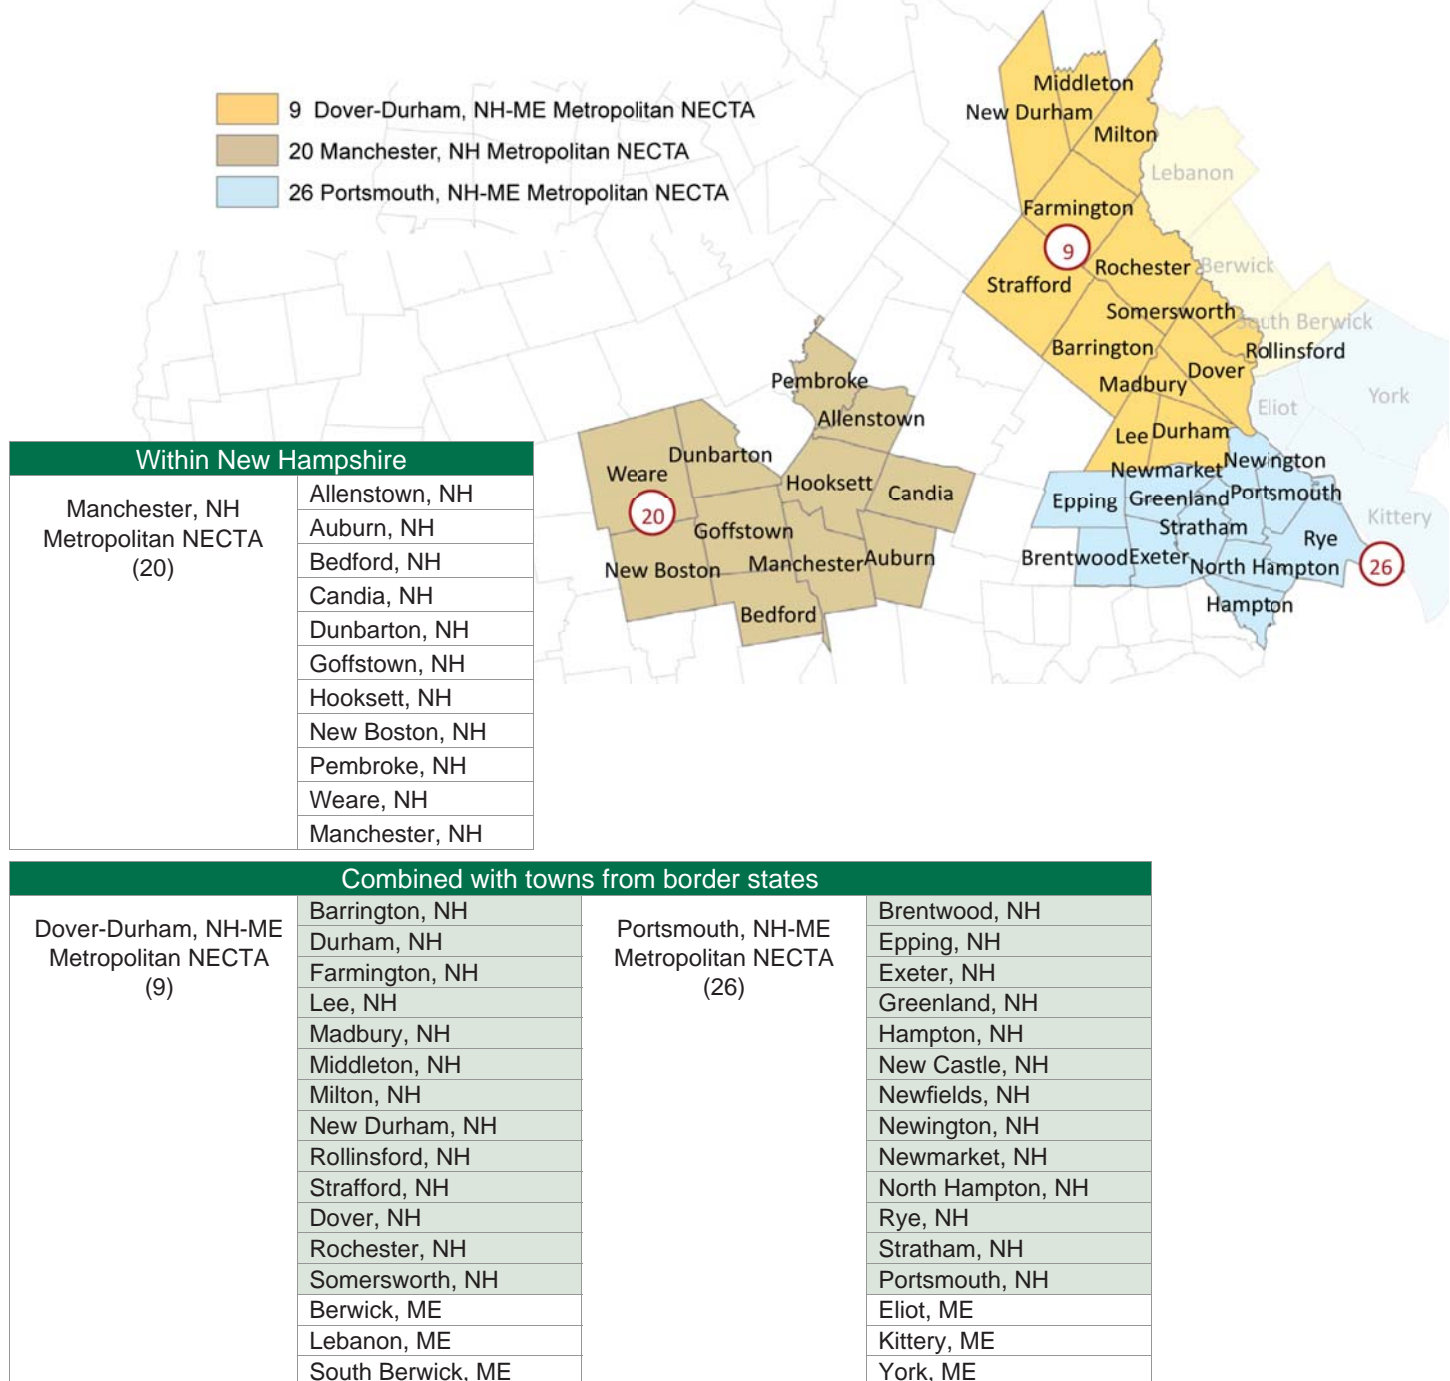 9 Dover-Durham, NH-ME Metropolitan NECTA
20 Manchester, NH Metropolitan NECTA
26 Portsmouth, NH-ME Metropolitan NECTA
Middleton
New Durham
Milton
Lebanon
Farmington
9
Rochester
Berwick
Strafford
Somersworth
South Berwick
Barrington
Rollinsford
Dover
Madbury
York
Eliot
Lee
Durham
Pembroke
Allenstown
Dunbarton
Weare
Hooksett
Candia
20
Goffstown
New Boston
Manchester
Auburn
Bedford
Newmarket
Newington
Epping
Greenland
Portsmouth
Stratham
Kittery
Rye
Brentwood
Exeter
North Hampton
26
Hampton
Within New Hampshire
Manchester, NH
Metropolitan NECTA
(20)
Allenstown, NH
Auburn, NH
Bedford, NH
Candia, NH
Dunbarton, NH
Goffstown, NH
Hooksett, NH
New Boston, NH
Pembroke, NH
Weare, NH
Manchester, NH
Combined with towns from border states
Dover-Durham, NH-ME
Metropolitan NECTA
(9)
Barrington, NH
Durham, NH
Farmington, NH
Lee, NH
Madbury, NH
Middleton, NH
Milton, NH
New Durham, NH
Rollinsford, NH
Strafford, NH
Dover, NH
Rochester, NH
Somersworth, NH
Berwick, ME
Lebanon, ME
South Berwick, ME
Portsmouth, NH-ME
Metropolitan NECTA
(26)
Brentwood, NH
Epping, NH
Exeter, NH
Greenland, NH
Hampton, NH
New Castle, NH
Newfields, NH
Newington, NH
Newmarket, NH
North Hampton, NH
Rye, NH
Stratham, NH
Portsmouth, NH
Eliot, ME
Kittery, ME
York, ME